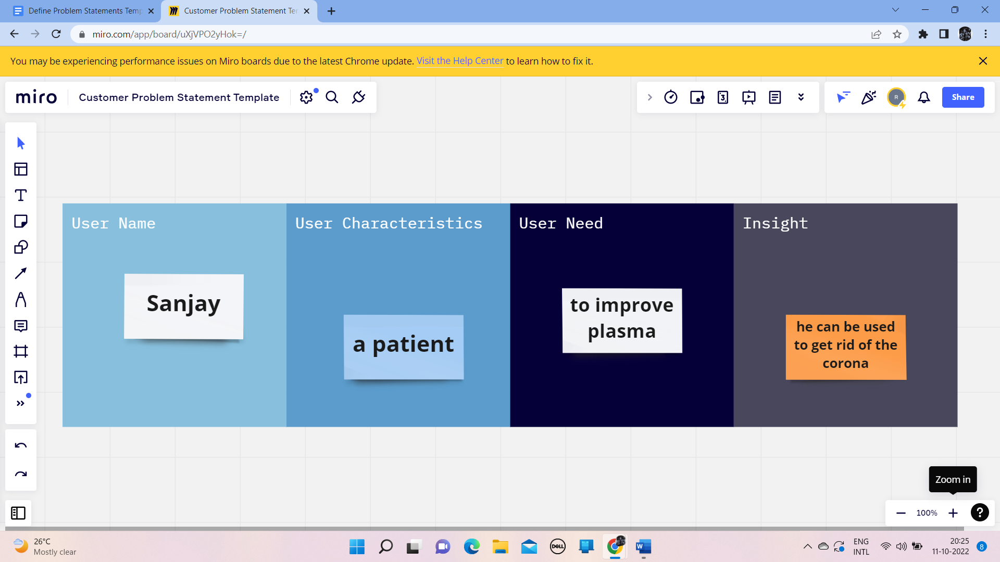 Define Problem Statements Temp
Customer Problem Statement Ter
miro.com/app/board/uXjVPO2yHok=/
You may be experiencing performance issues on Miro boards due to the latest Chrome update. Visit the Help Center to learn how to fix it.
miro
Customer Problem Statement Template
3
R
Share
User Name
User Characteristics
User Need
Insight
Sanjay
a patient
to improve
plasma
he can be used
to get rid of the
corona
Zoom in
100%
?
26°C
Mostly clear
DELL
W
ENG
INTL
20:25
11-10-2022
8